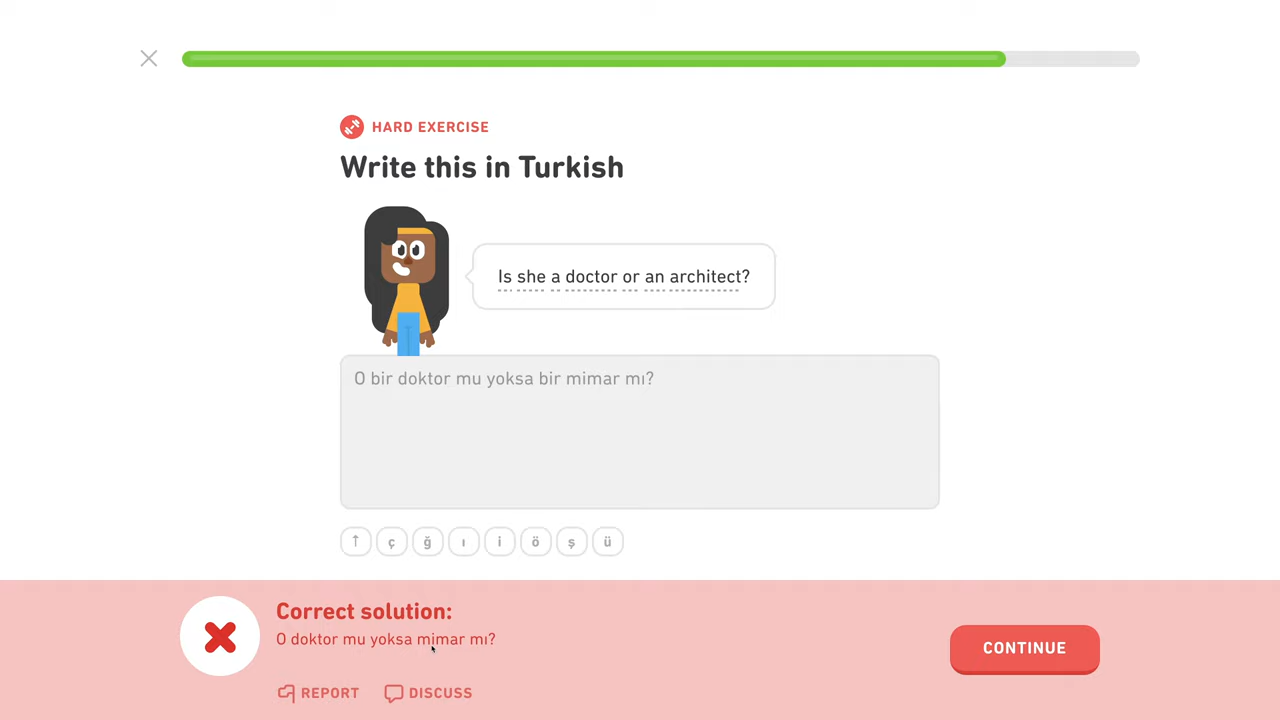 HARD EXERCISE
Write this in Turkish
Is she a doctor or an architect?
O bir doktor mu yoksa bir mimar mı?
↑ ç ğ ı i ö ş ü
Correct solution:
O doktor mu yoksa mimar mı?
CONTINUE
REPORT DISCUSS